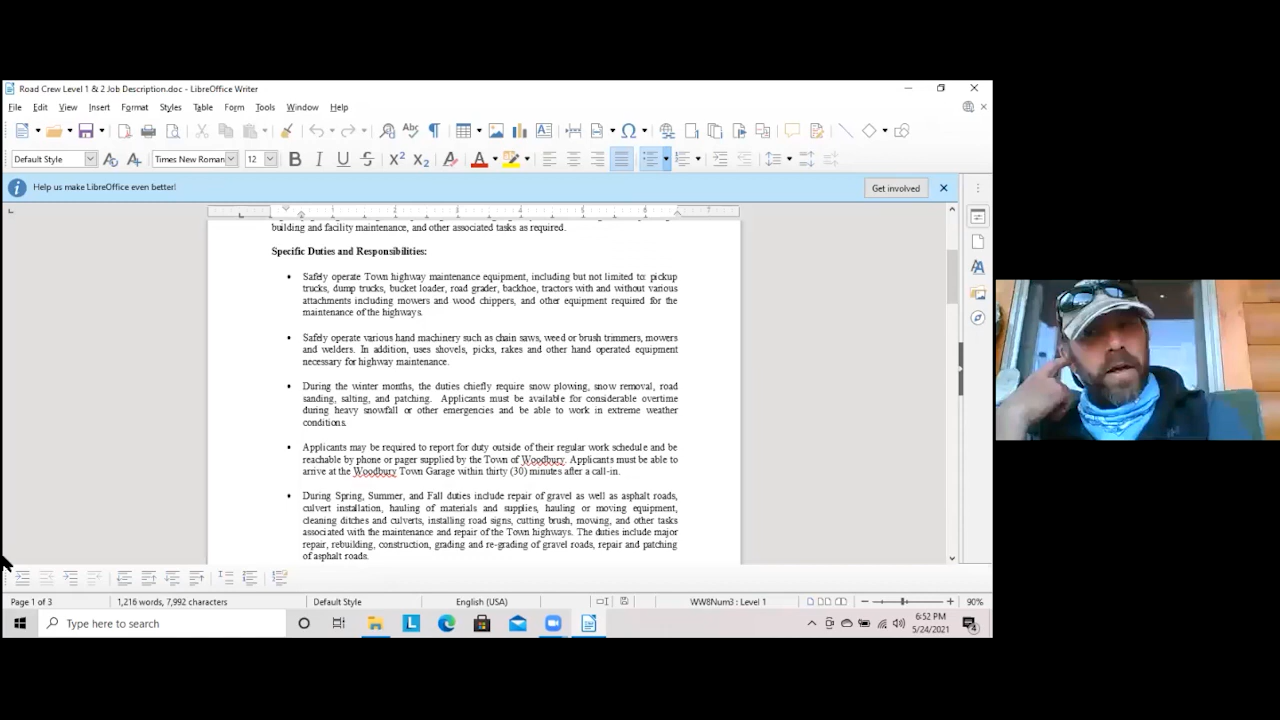 Road Crew Level 1 & 2 Job Description.doc - LibreOffice Writer
File Edit View Insert Format Styles Table Form Tools Window Help
Default Style Times New Roman 12
Help us make LibreOffice even better! Get involved
1 2 3 4 5 6 7
building and facility maintenance, and other associated tasks as required.
Specific Duties and Responsibilities:
• Safely operate Town highway maintenance equipment, including but not limited to: pickup
trucks, dump trucks, bucket loader, road grader, backhoe, tractors with and without various
attachments including mowers and wood chippers, and other equipment required for the
maintenance of the highways.
• Safely operate various hand machinery such as chain saws, weed or brush trimmers, mowers
and welders. In addition, uses shovels, picks, rakes and other hand operated equipment
necessary for highway maintenance.
• During the winter months, the duties chiefly require snow plowing, snow removal, road
sanding, salting, and patching. Applicants must be available for considerable overtime
during heavy snowfall or other emergencies and be able to work in extreme weather
conditions.
• Applicants may be required to report for duty outside of their regular work schedule and be
reachable by phone or pager supplied by the Town of Woodbury. Applicants must be able to
arrive at the Woodbury Town Garage within thirty (30) minutes after a call-in.
• During Spring, Summer, and Fall duties include repair of gravel as well as asphalt roads,
culvert installation, hauling of materials and supplies, hauling or moving equipment,
cleaning ditches and culverts, installing road signs, cutting brush, mowing, and other tasks
associated with the maintenance and repair of the Town highways. The duties include major
repair, rebuilding, construction, grading and re-grading of gravel roads, repair and patching
of asphalt roads.
Page 1 of 3 1,216 words, 7,992 characters Default Style English (USA) WW8Num3 : Level 1 90%
Type here to search
6:52 PM
5/24/2021
4